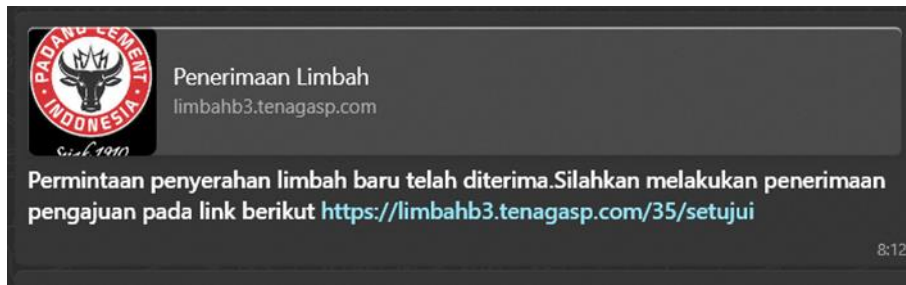 PADANG CEMENT
INDONESIA
Sejak 1910
Penerimaan Limbah
limbahb3.tenagasp.com
Permintaan penyerahan limbah baru telah diterima.Silahkan melakukan penerimaan
pengajuan pada link berikut https://limbahb3.tenagasp.com/35/setujui
8:12